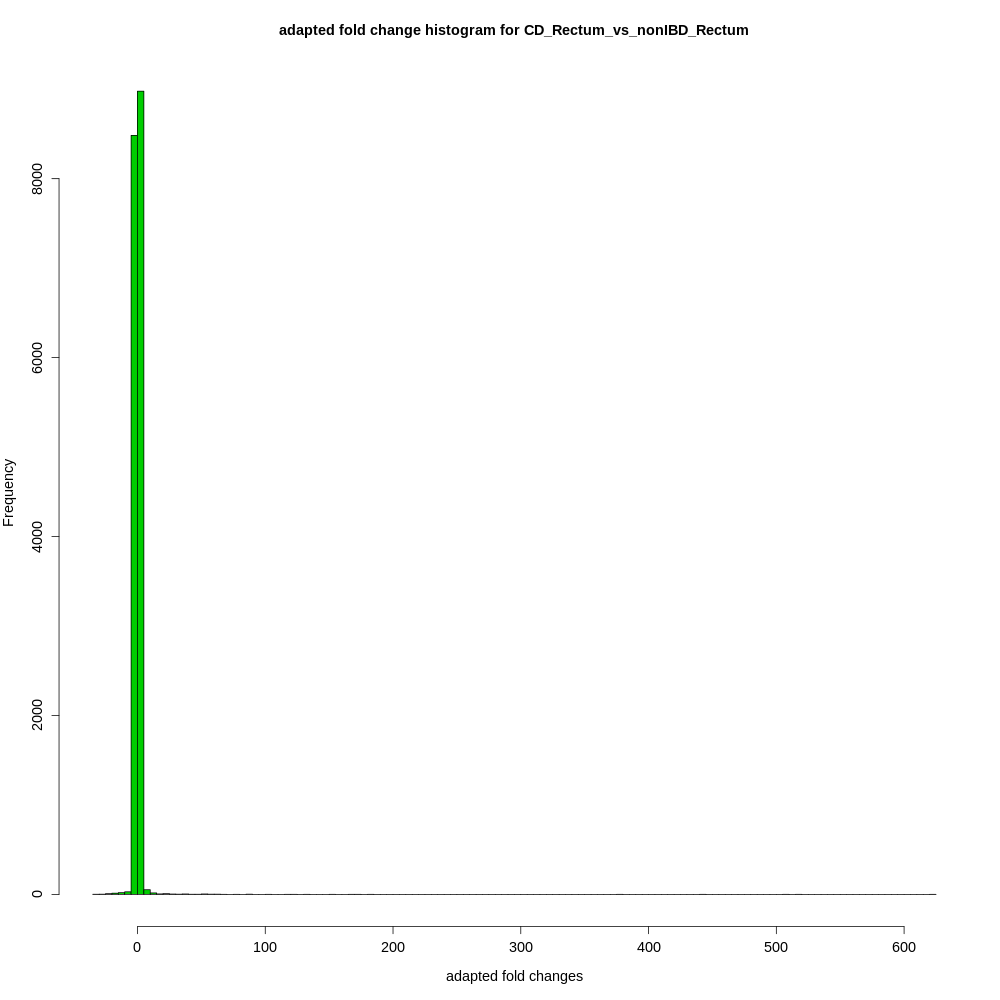 adapted fold change histogram for CD_Rectum_vs_nonIBD_Rectum
Frequency
8000
6000
4000
2000
0
0 100 200 300 400 500 600
adapted fold changes